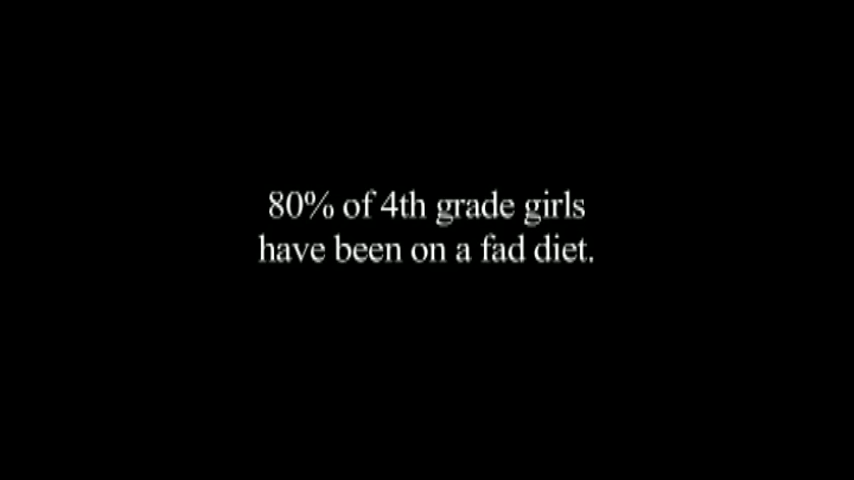 80% of 4th grade girls
have been on a fad diet.